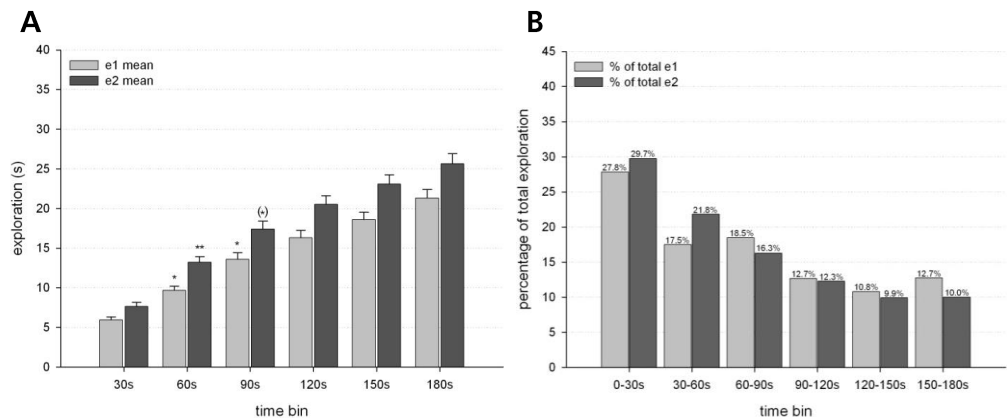 A
40
35
30
25
20
15
10
5
0
exploration (s)
e1 mean
e2 mean
*
**
*
(*)
30s 60s 90s 120s 150s 180s
time bin
B
45
40
35
30
25
20
15
10
5
0
percentage of total exploration
% of total e1
% of total e2
27.8% 29.7%
17.5% 21.8%
18.5% 16.3%
12.7% 12.3%
10.8% 9.9%
12.7% 10.0%
0-30s 30-60s 60-90s 90-120s 120-150s 150-180s
time bin